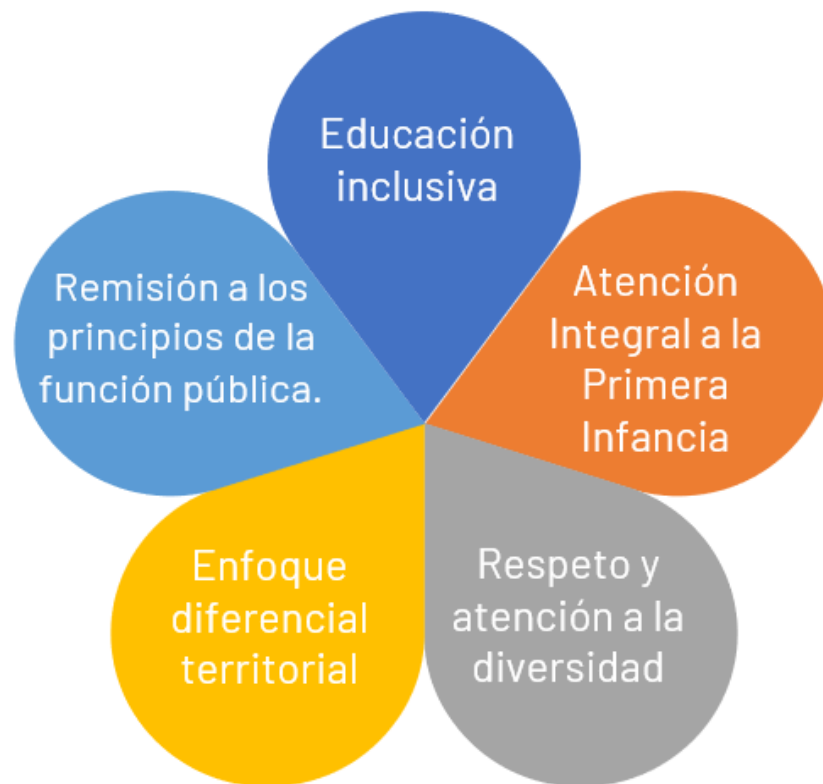 Educación
inclusiva
Atención
Integral a la
Primera
Infancia
Respeto y
atención a la
diversidad
Enfoque
diferencial
territorial
Remisión a los
principios de la
función pública.